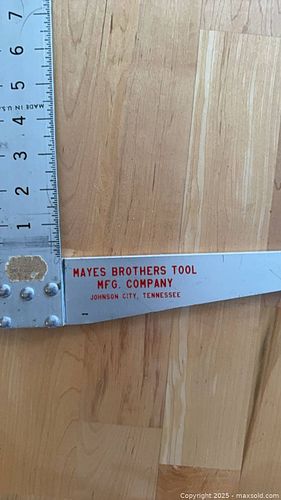 7
6
5
MADE IN U.S.
4
3
2
1
MAYES BROTHERS TOOL
MFG. COMPANY
JOHNSON CITY, TENNESSEE
Copyright 2025 - maxsold.com